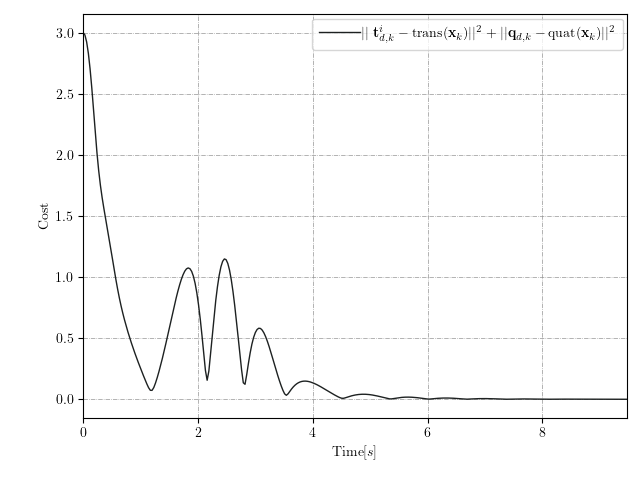 || t^i_{d,k} − trans(x_k)||^2 + ||q_{d,k} − quat(x_k)||^2
3.0
2.5
2.0
1.5
1.0
0.5
0.0
Cost
0 2 4 6 8
Time[s]